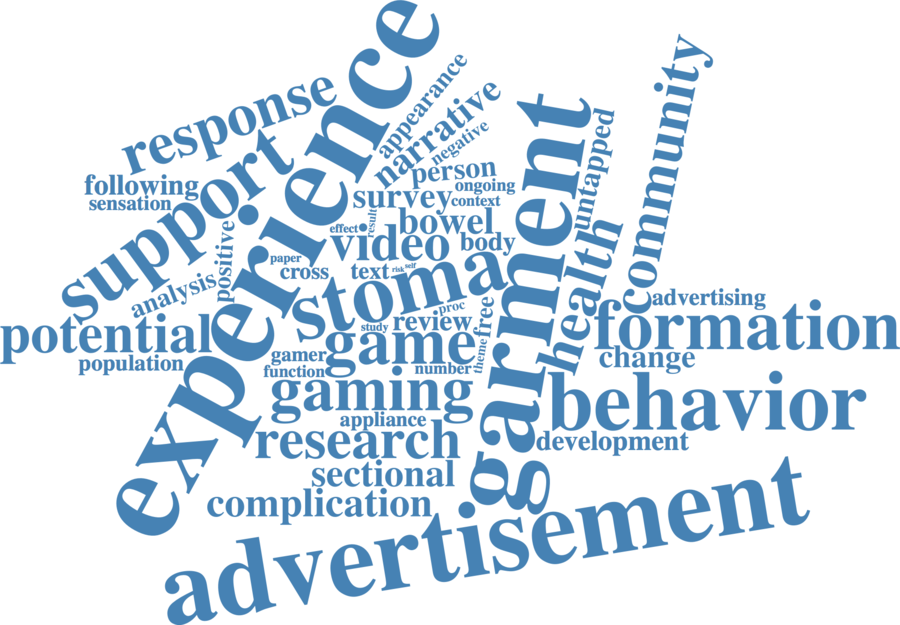 experience
appearance
community
response
narrative
negative
support
garment
untapped
person
following
ongoing
sensation
survey
context
result
bowel
effect
video
body
positive
health
paper
cross
text
risk
self
stoma
analysis
advertising
potential
proc
free
study
review
formation
game
gamer
change
population
function
number
theme
gaming
behavior
appliance
research
development
sectional
complication
advertisement